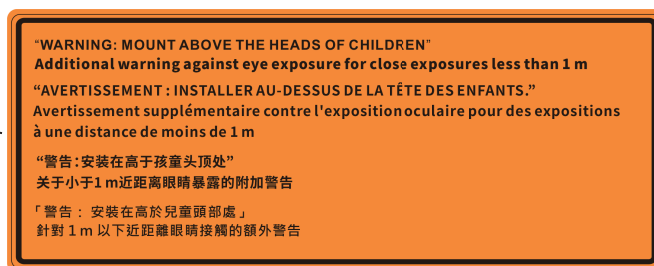 “WARNING: MOUNT ABOVE THE HEADS OF CHILDREN”
Additional warning against eye exposure for close exposures less than 1 m
“AVERTISSEMENT : INSTALLER AU-DESSUS DE LA TÊTE DES ENFANTS.”
Avertissement supplémentaire contre l'exposition oculaire pour des expositions
à une distance de moins de 1 m
“警告:安装在高于孩童头顶处”
关于小于1 m近距离眼睛暴露的附加警告
「警告： 安裝在高於兒童頭部處」
針對 1 m 以下近距離眼睛接觸的額外警告